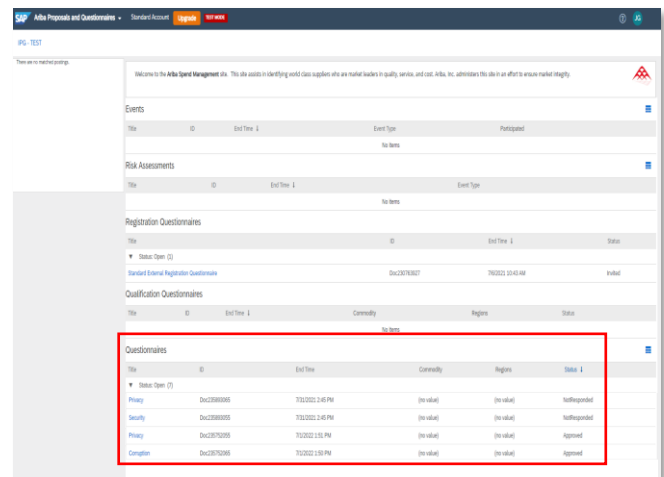 SAP Ariba Proposals and Questionnaires Standard Account Upgrade TEST MODE JG
IPG - TEST
There are no matched postings.
Welcome to the Ariba Spend Management site. This site assists in identifying world class suppliers who are market leaders in quality, service, and cost. Ariba, Inc. administers this site in an effort to ensure market integrity.
Events
Title ID End Time ↓ Event Type Participated
No items
Risk Assessments
Title ID End Time ↓ Event Type
No items
Registration Questionnaires
Title ID End Time ↓ Status
▼ Status: Open (1)
Standard External Registration Questionnaire Doc230763827 7/8/2021 10:43 AM Invited
Qualification Questionnaires
Title ID End Time ↓ Commodity Regions Status
No items
Questionnaires
Title ID End Time Commodity Regions Status ↓
▼ Status: Open (7)
Privacy 7/31/2021 2:45 PM (no value) (no value) NotResponded
Security 7/31/2021 2:45 PM (no value) (no value) NotResponded
Privacy Doc235752055 7/1/2022 1:51 PM (no value) (no value) Approved
Corruption Doc235752065 7/1/2022 1:50 PM (no value) (no value) Approved